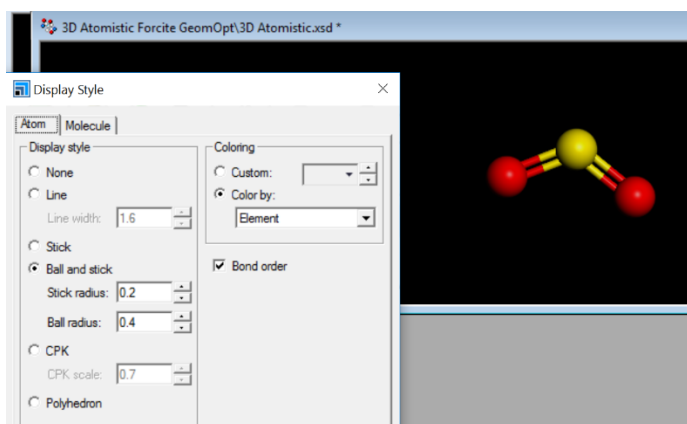 3D Atomistic Forcite GeomOpt\3D Atomistic.xsd *
Display Style
Atom Molecule
Display style
None
Line
Line width: 1.6
Stick
Ball and stick
Stick radius: 0.2
Ball radius: 0.4
CPK
CPK scale: 0.7
Polyhedron
Coloring
Custom:
Color by:
Element
Bond order